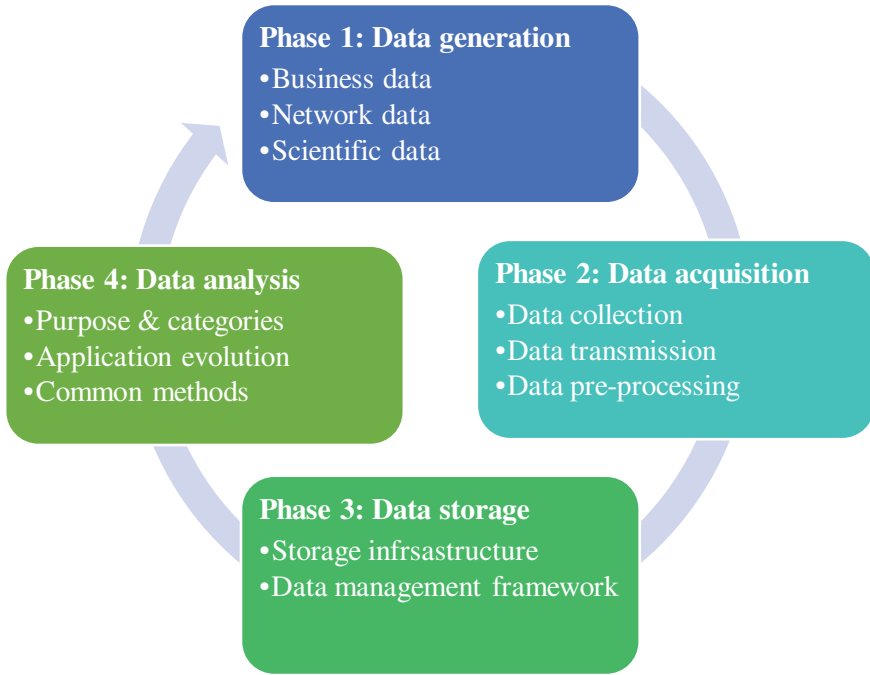 Phase 1: Data generation
•Business data
•Network data
•Scientific data
Phase 2: Data acquisition
•Data collection
•Data transmission
•Data pre-processing
Phase 3: Data storage
•Storage infrsastructure
•Data management framework
Phase 4: Data analysis
•Purpose & categories
•Application evolution
•Common methods